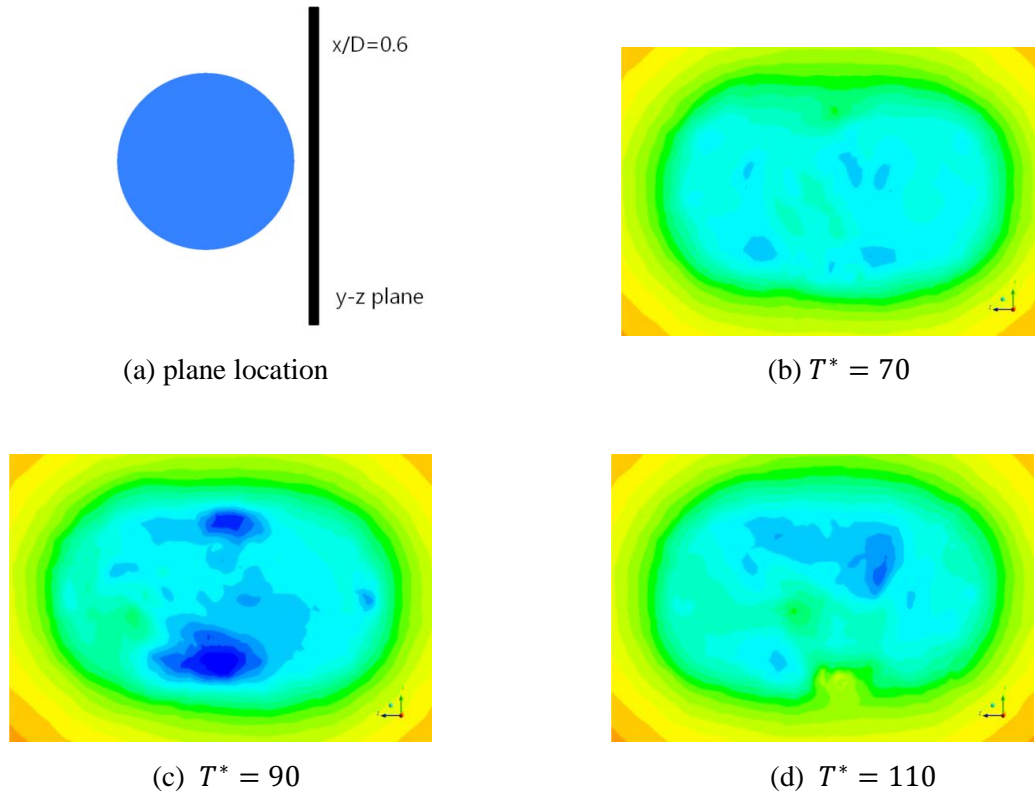 x/D=0.6
y-z plane
(a) plane location
(b) T* = 70
(c) T* = 90
(d) T* = 110